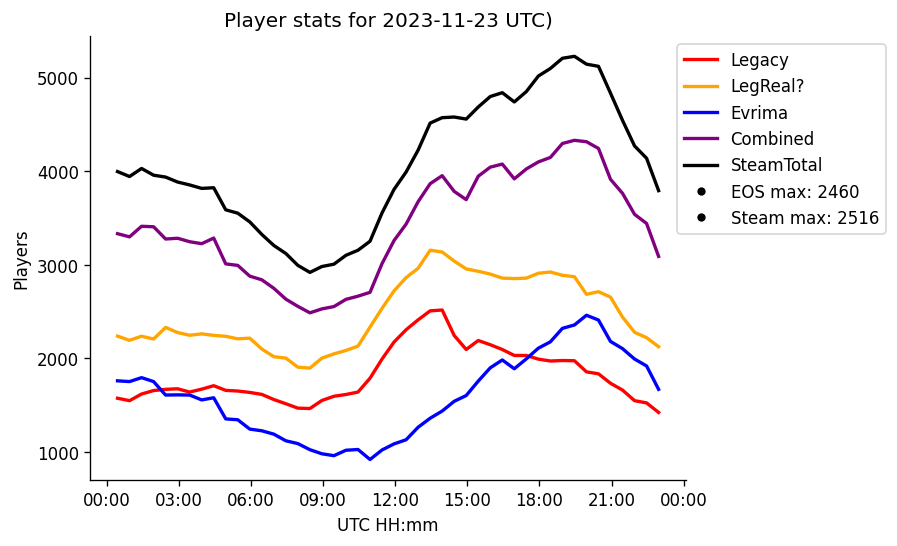 Player stats for 2023-11-23 UTC)
Legacy
LegReal?
Evrima
Combined
SteamTotal
EOS max: 2460
Steam max: 2516
Players
5000
4000
3000
2000
1000
00:00 03:00 06:00 09:00 12:00 15:00 18:00 21:00 00:00
UTC HH:mm